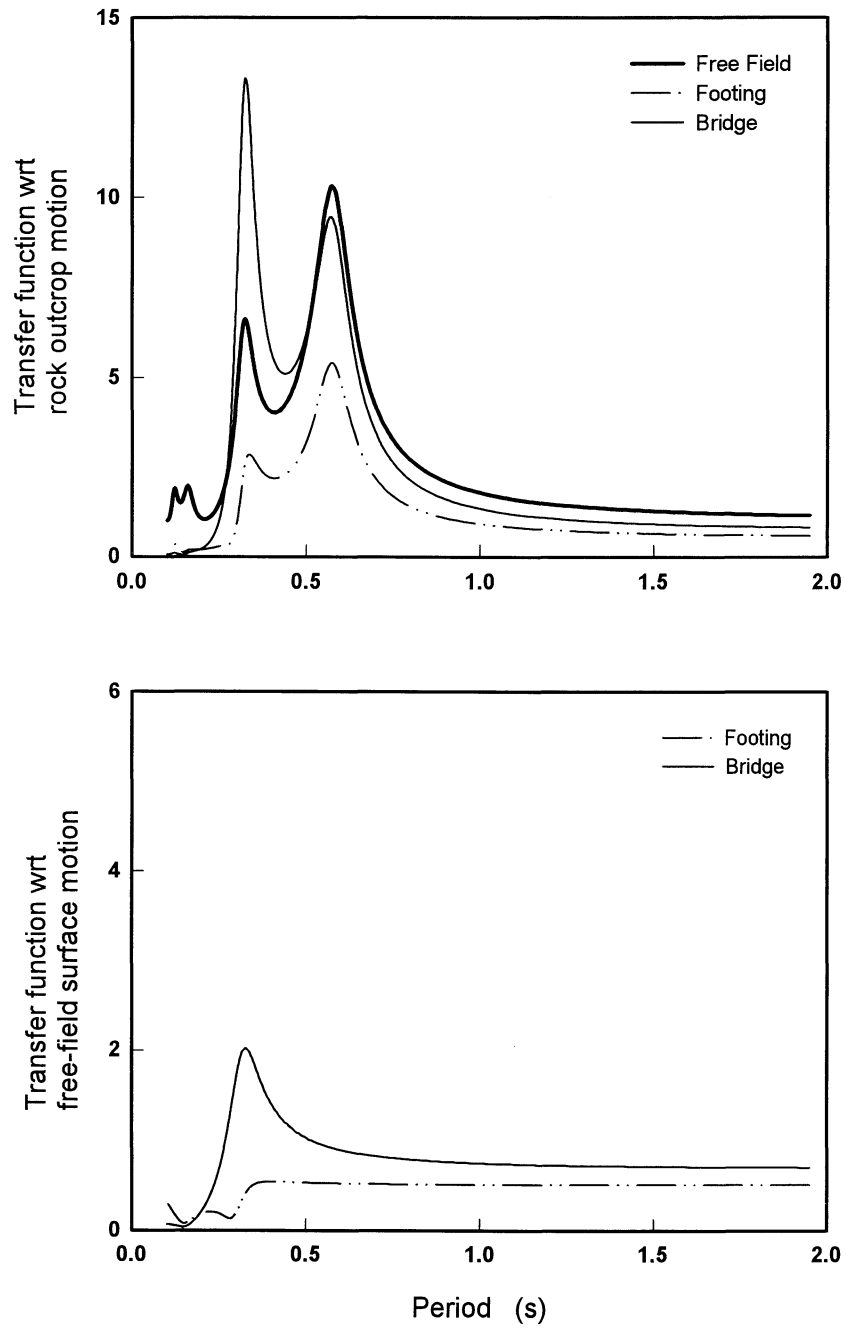 15
10
5
0
Transfer function wrt
rock outcrop motion
Free Field
Footing
Bridge
0.0 0.5 1.0 1.5 2.0
6
4
2
0
Transfer function wrt
free-field surface motion
Footing
Bridge
0.0 0.5 1.0 1.5 2.0
Period (s)